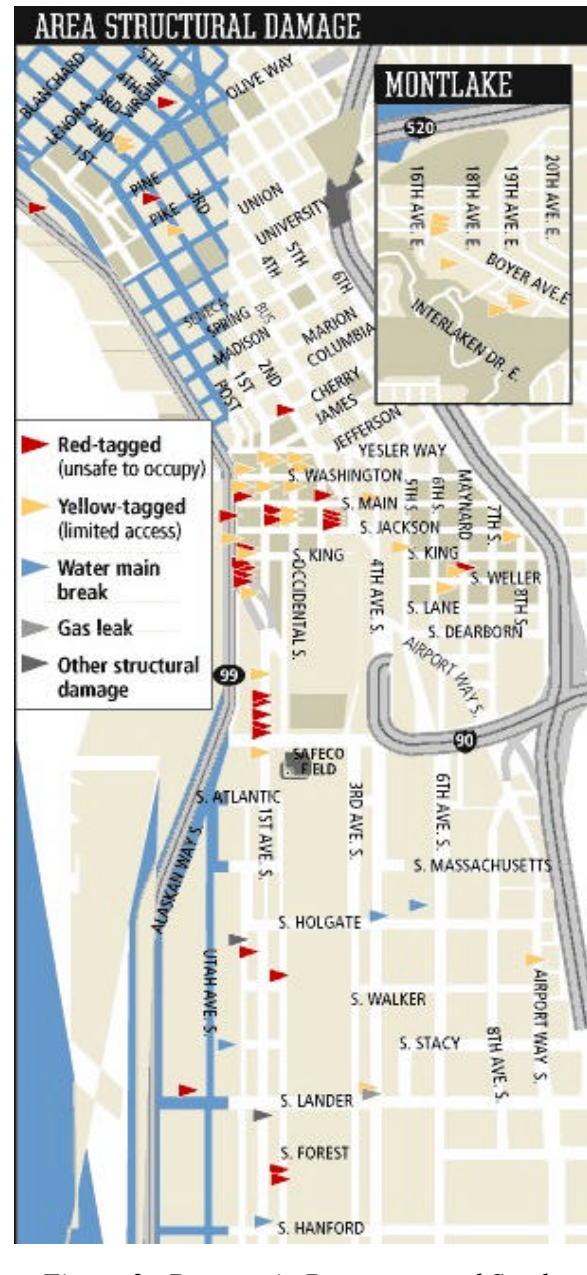 AREA STRUCTURAL DAMAGE
MONTLAKE
520
16TH AVE. E.
18TH AVE. E.
19TH AVE. E.
20TH AVE. E.
BOYER AVE.E
INTERLAKEN DR. E.
BLANCHARD
LENORA
VIRGINIA
5TH
4TH
3RD
2ND
1ST
OLIVE WAY
PINE
PIKE
3RD
UNION
UNIVERSITY
5TH
4TH
6TH
SENECA
SPRING
BUS
MADISON
MARION
COLUMBIA
2ND
1ST
POST
CHERRY
JAMES
JEFFERSON
YESLER WAY
S. WASHINGTON
S. MAIN
S. JACKSON
S. KING
S. KING
5TH S.
6TH S.
MAYNARD
7TH S.
8TH S.
S. WELLER
S. LANE
S. DEARBORN
OCCIDENTAL S.
4TH AVE. S.
AIRPORT WAY S.
Red-tagged
(unsafe to occupy)
Yellow-tagged
(limited access)
Water main
break
Gas leak
Other structural
damage
99
90
SAFECO
FIELD
S. ATLANTIC
1ST AVE. S.
3RD AVE. S.
6TH AVE. S.
ALASKAN WAY S.
S. MASSACHUSETTS
S. HOLGATE
UTAH AVE. S.
S. WALKER
AIRPORT WAY S.
S. STACY
8TH AVE. S.
S. LANDER
S. FOREST
S. HANFORD